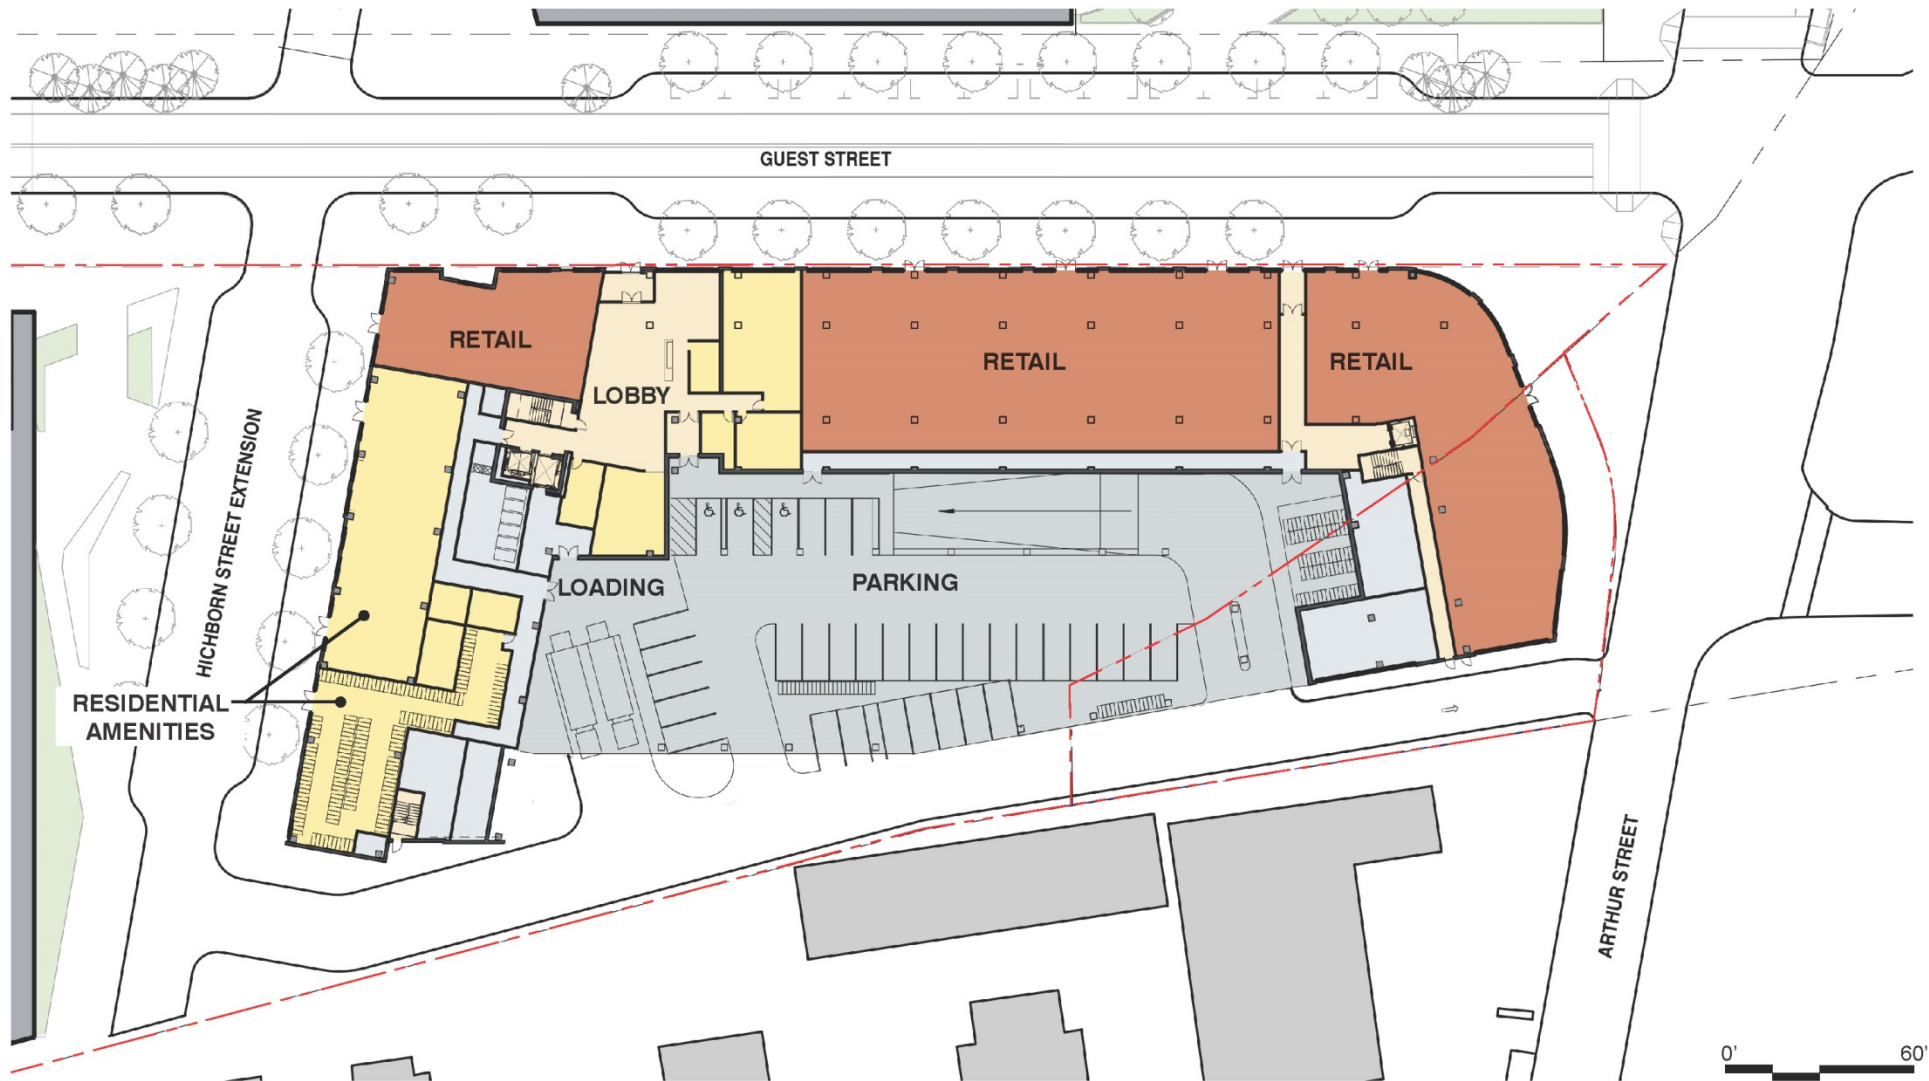 GUEST STREET
RETAIL
LOBBY
RETAIL
RETAIL
HICHBORN STREET EXTENSION
LOADING
PARKING
RESIDENTIAL
AMENITIES
ARTHUR STREET
0' 60'